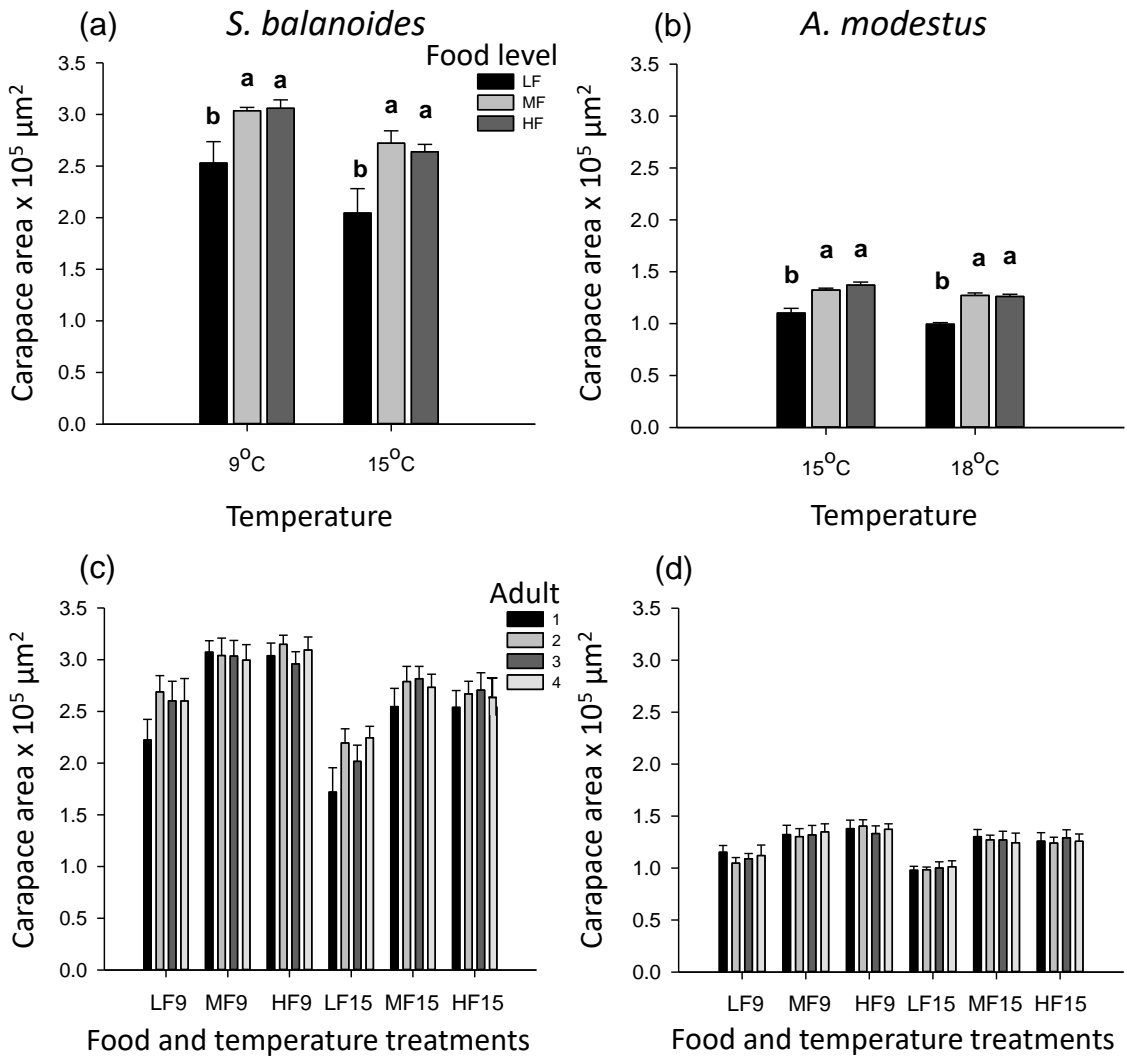 (a) S. balanoides
Food level
LF
MF
HF
3.5
3.0
2.5
2.0
1.5
1.0
0.5
0.0
Carapace area x 10⁵ µm²
b a a
b a a
9°C 15°C
Temperature
(b) A. modestus
3.5
3.0
2.5
2.0
1.5
1.0
0.5
0.0
Carapace area x 10⁵ µm²
b a a
b a a
15°C 18°C
Temperature
(c)
Adult
1
2
3
4
3.5
3.0
2.5
2.0
1.5
1.0
0.5
0.0
Carapace area x 10⁵ µm²
LF9 MF9 HF9 LF15 MF15 HF15
Food and temperature treatments
(d)
3.5
3.0
2.5
2.0
1.5
1.0
0.5
0.0
Carapace area x 10⁵ µm²
LF9 MF9 HF9 LF15 MF15 HF15
Food and temperature treatments